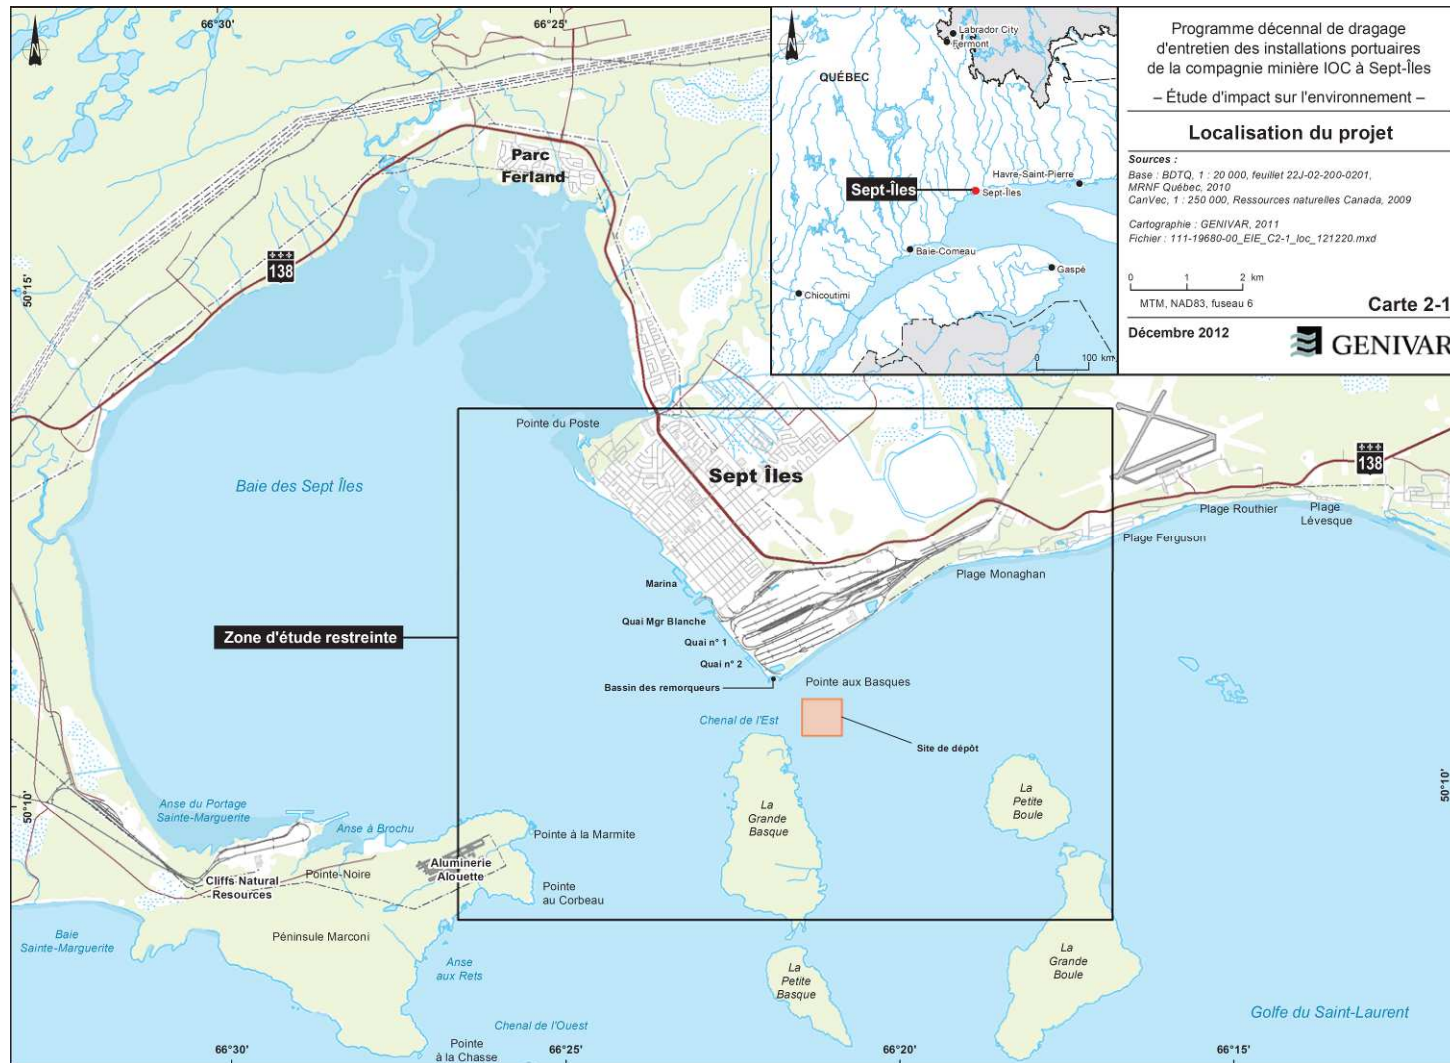 66°30'
66°25'
Programme décennal de dragage
d'entretien des installations portuaires
de la compagnie minière IOC à Sept-Îles
– Étude d'impact sur l'environnement –
Localisation du projet
Sources :
Base : BDTQ, 1 : 20 000, feuillet 22J-02-200-0201,
MRNF Québec, 2010
CanVec, 1 : 250 000, Ressources naturelles Canada, 2009
Cartographie : GENIVAR, 2011
Fichier : 111-19680-00_EIE_C2-1_loc_121220.mxd
0 1 2 km
MTM, NAD83, fuseau 6
Carte 2-1
Décembre 2012
GENIVAR
N
Labrador City
Fermont
QUÉBEC
Havre-Saint-Pierre
Sept-Îles
Sept-Îles
Baie-Comeau
Gaspé
Chicoutimi
0 100 km
N
Parc
Ferland
138
50°15'
Pointe du Poste
Sept Îles
138
Baie des Sept Îles
Plage Routhier
Plage
Lévesque
Plage Ferguson
Plage Monaghan
Marina
Quai Mgr Blanche
Zone d'étude restreinte
Quai n° 1
Quai n° 2
Bassin des remorqueurs
Pointe aux Basques
Chenal de l'Est
Site de dépôt
50°10'
50°10'
Anse du Portage
Sainte-Marguerite
Anse à Brochu
Pointe à la Marmite
La
Grande
Basque
La
Petite
Boule
Cliffs Natural
Resources
Pointe-Noire
Aluminerie
Alouette
Pointe
au Corbeau
Baie
Sainte-Marguerite
Péninsule Marconi
Anse
aux Rets
La
Petite
Basque
La
Grande
Boule
Chenal de l'Ouest
Golfe du Saint-Laurent
Pointe
à la Chasse
66°30'
66°25'
66°20'
66°15'